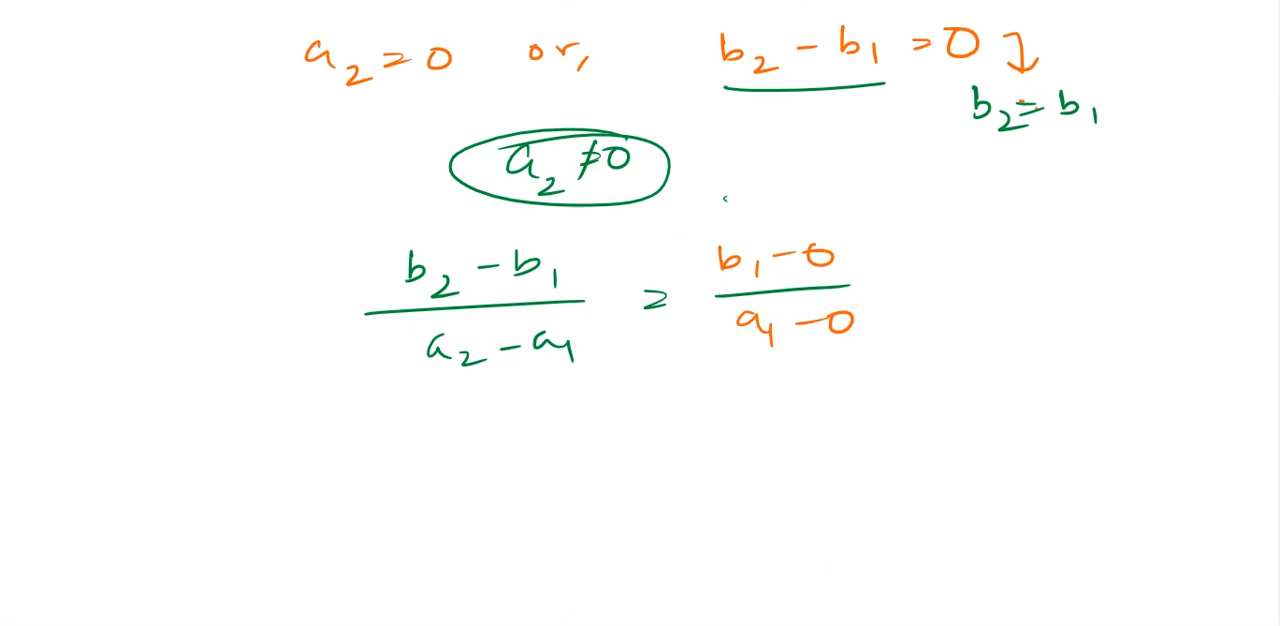 a₂ = 0 or, b₂ - b₁ = 0 ↓
b₂ = b₁
a₂ ≠ 0
b₂ - b₁ / a₂ - a₁ = b₁ - 0 / a₁ - 0